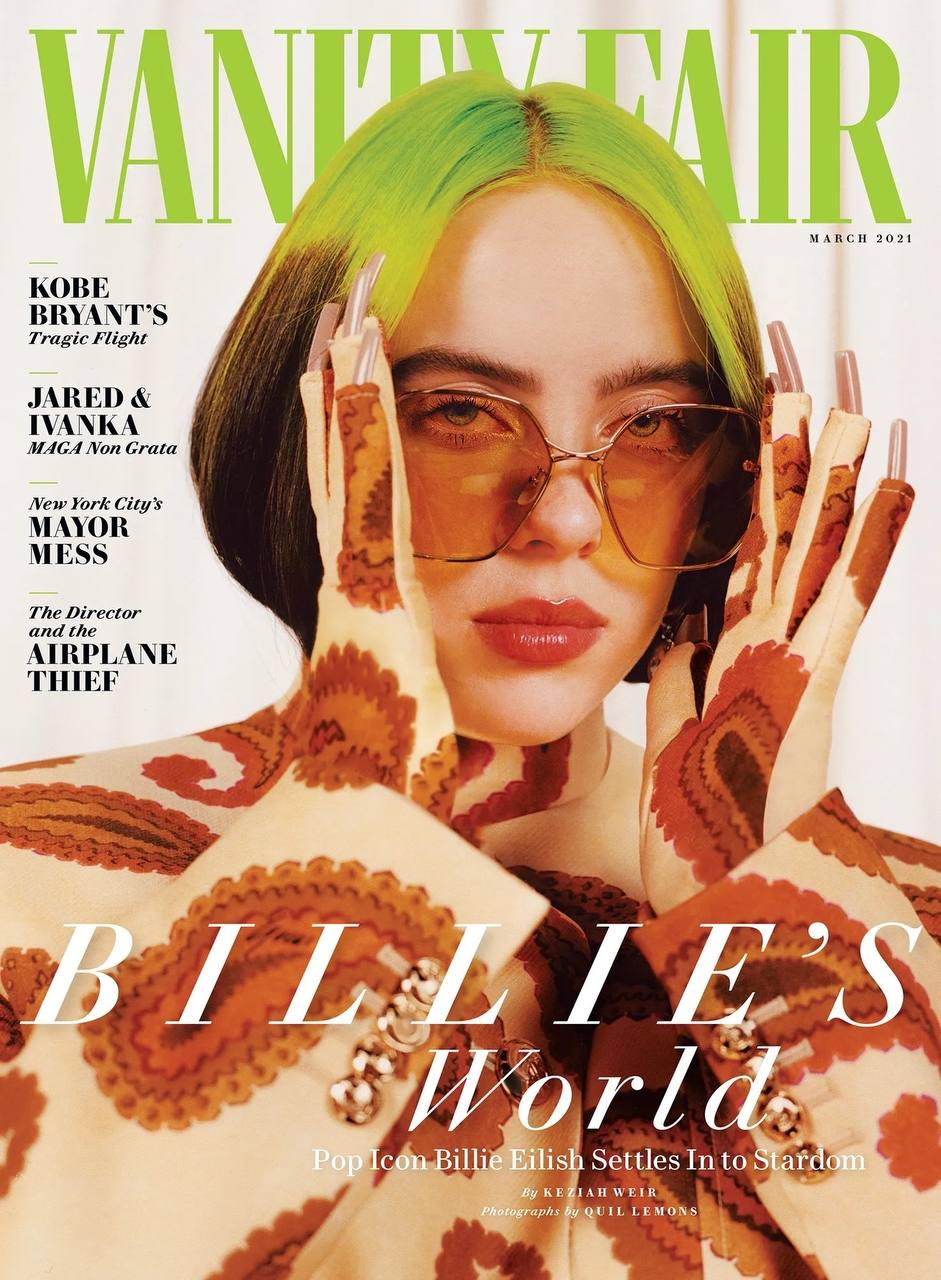 VANITY FAIR
MARCH 2021
KOBE
BRYANT'S
Tragic Flight
JARED &
IVANKA
MAGA Non Grata
New York City's
MAYOR
MESS
The Director
and the
AIRPLANE
THIEF
BILLIE'S
World
Pop Icon Billie Eilish Settles In to Stardom
By KEZIAH WEIR
Photographs by QUIL LEMONS